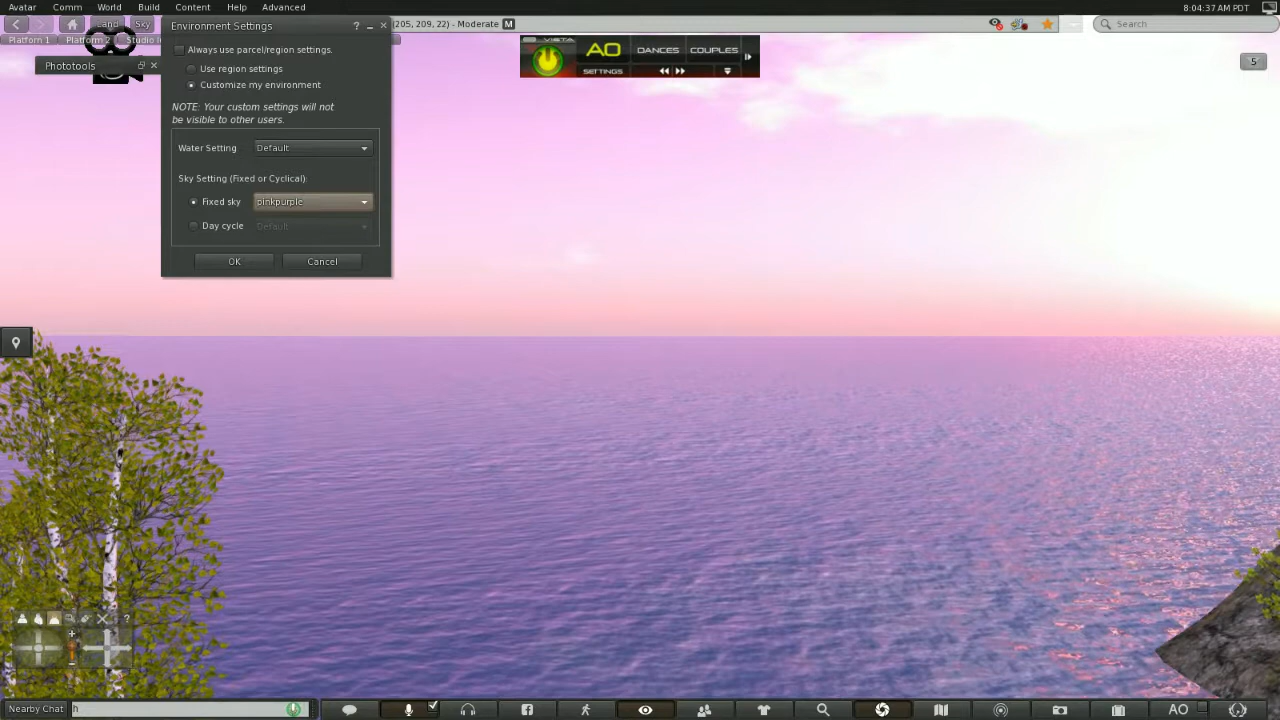 Avatar Comm World Build Content Help Advanced 8:04:37 AM PDT
Land Sky (205, 209, 22) - Moderate M Search
Platform 1 Platform 2
Environment Settings ?
Phototools
Always use parcel/region settings.
Use region settings
Customize my environment
NOTE: Your custom settings will not
be visible to other users.
Water Setting Default
Sky Setting (Fixed or Cyclical):
Fixed sky pinkpurple
Day cycle Default
OK Cancel
VISTA
AO DANCES COUPLES
SETTINGS
5
?
Nearby Chat h AO